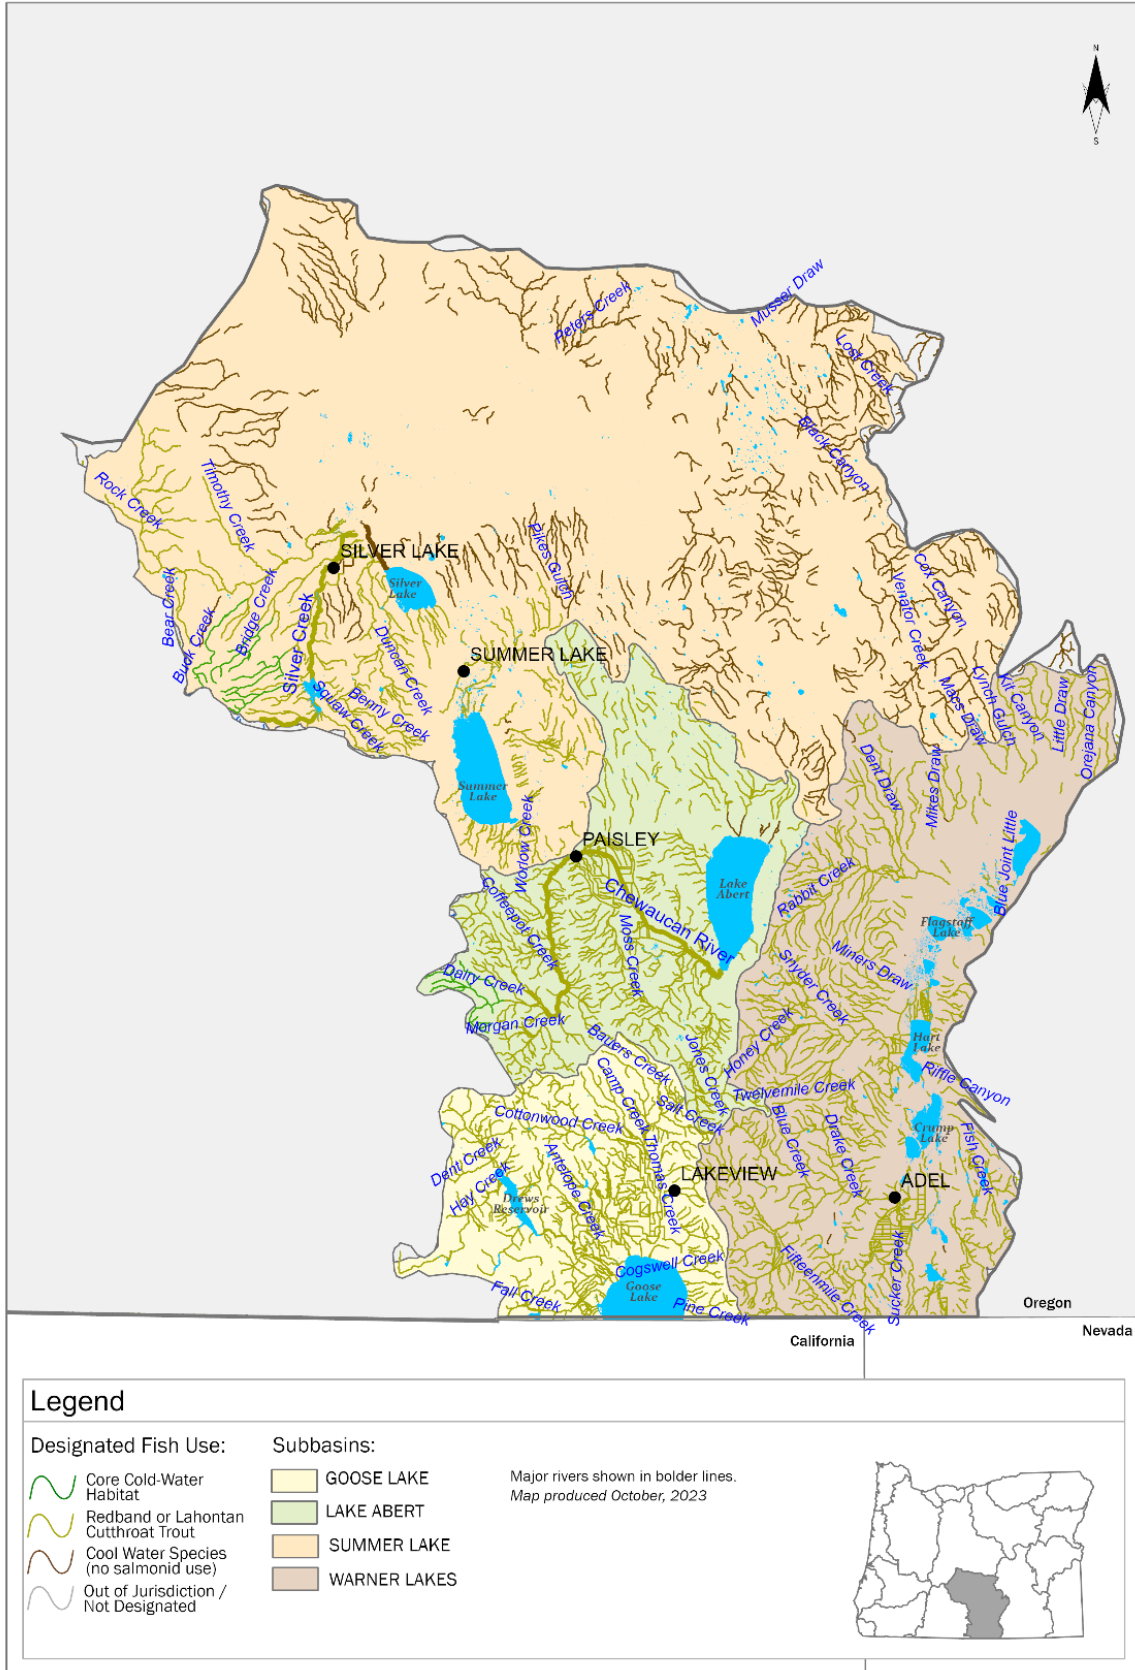 N
S
Peters Creek
Musser Draw
Lost Creek
Black Canyon
Rock Creek
Timothy Creek
Pikes Gulch
SILVER LAKE
Silver
Lake
Bear Creek
Buck Creek
Bridge Creek
Silver Creek
Duncan Creek
Squaw Creek
Benny Creek
SUMMER LAKE
Cox Canyon
Venator Creek
Lynch Gulch
Macs Draw
Kit Canyon
Little Draw
Orejana Canyon
Dent Draw
Mikes Draw
Summer
Lake
Worlow Creek
PAISLEY
Blue Joint Little
Coffeepot Creek
Chewaucan River
Lake
Abert
Rabbit Creek
Flagstaff
Lake
Moss Creek
Miners Draw
Snyder Creek
Dairy Creek
Morgan Creek
Bauers Creek
Jones Creek
Honey Creek
Hart
Lake
Riffle Canyon
Camp Creek
Salt Creek
Twelvemile Creek
Cottonwood Creek
Thomas Creek
Blue Creek
Drake Creek
Crump
Lake
Fish Creek
Dent Creek
Hay Creek
Antelope Creek
Drews
Reservoir
LAKEVIEW
ADEL
Cogswell Creek
Goose
Lake
Fall Creek
Pine Creek
Fifteenmile Creek
Sucker Creek
Oregon
California
Nevada
Legend
Designated Fish Use:
Core Cold-Water
Habitat
Redband or Lahontan
Cutthroat Trout
Cool Water Species
(no salmonid use)
Out of Jurisdiction /
Not Designated
Subbasins:
GOOSE LAKE
LAKE ABERT
SUMMER LAKE
WARNER LAKES
Major rivers shown in bolder lines.
Map produced October, 2023